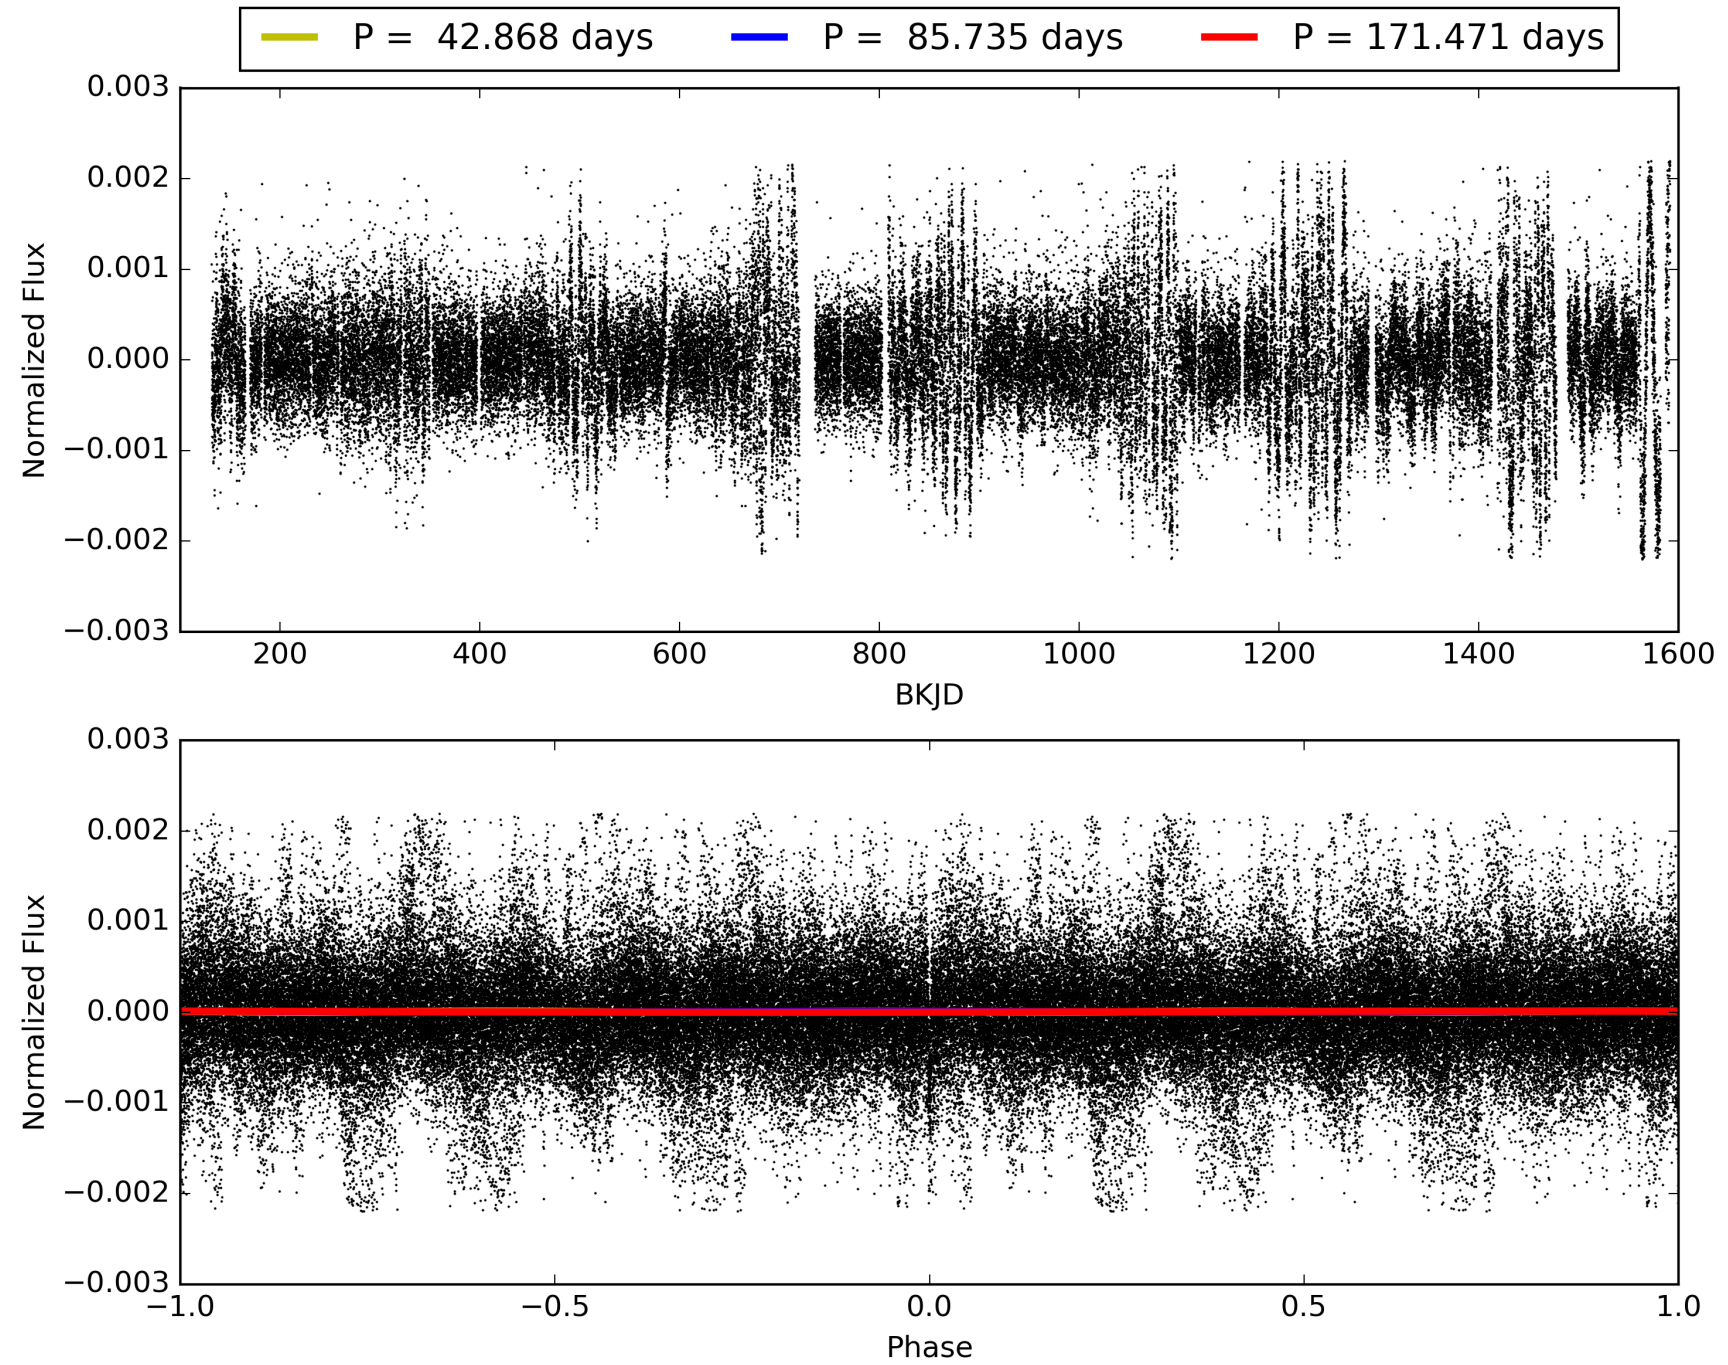 P = 42.868 days P = 85.735 days P = 171.471 days
0.003
0.002
0.001
0.000
−0.001
−0.002
−0.003
Normalized Flux
200 400 600 800 1000 1200 1400 1600
BKJD
0.003
0.002
0.001
0.000
−0.001
−0.002
−0.003
Normalized Flux
−1.0 −0.5 0.0 0.5 1.0
Phase